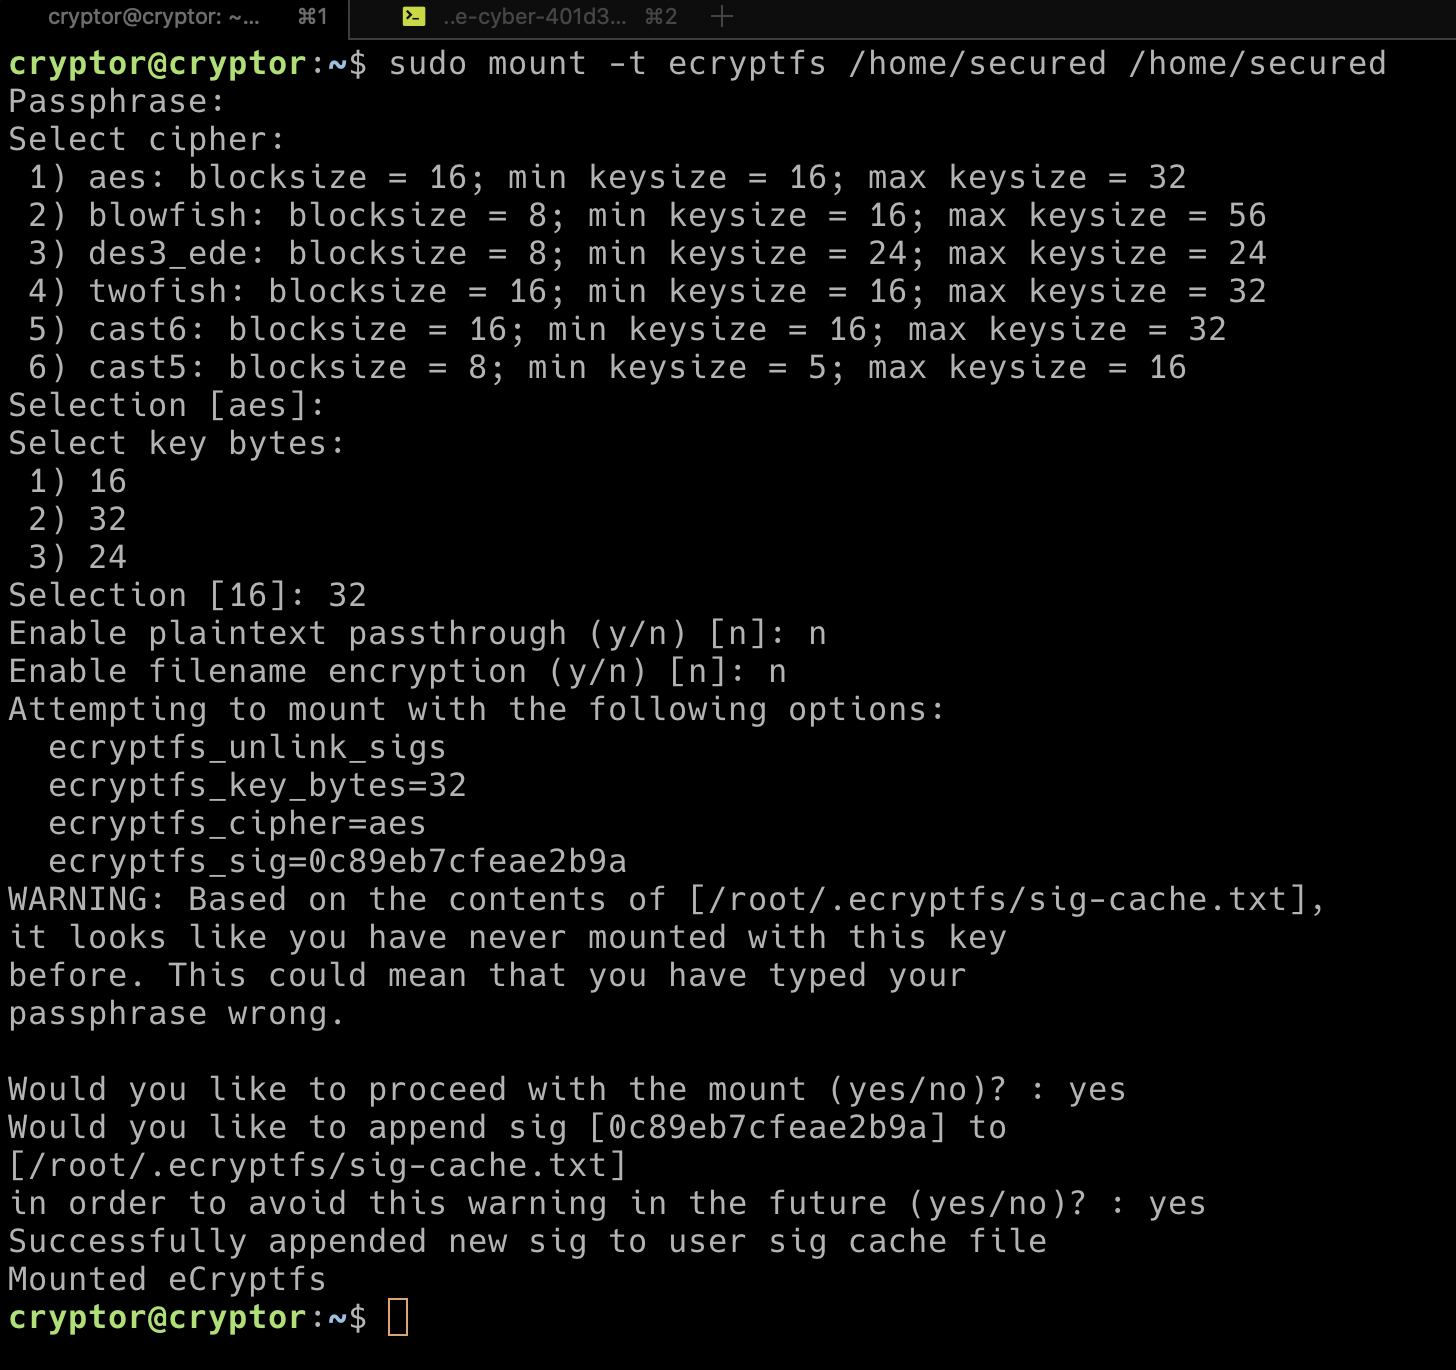 cryptor@cryptor: ~... ⌘1 ..e-cyber-401d3... ⌘2
cryptor@cryptor:~$ sudo mount -t ecryptfs /home/secured /home/secured
Passphrase:
Select cipher:
 1) aes: blocksize = 16; min keysize = 16; max keysize = 32
 2) blowfish: blocksize = 8; min keysize = 16; max keysize = 56
 3) des3_ede: blocksize = 8; min keysize = 24; max keysize = 24
 4) twofish: blocksize = 16; min keysize = 16; max keysize = 32
 5) cast6: blocksize = 16; min keysize = 16; max keysize = 32
 6) cast5: blocksize = 8; min keysize = 5; max keysize = 16
Selection [aes]:
Select key bytes:
 1) 16
 2) 32
 3) 24
Selection [16]: 32
Enable plaintext passthrough (y/n) [n]: n
Enable filename encryption (y/n) [n]: n
Attempting to mount with the following options:
  ecryptfs_unlink_sigs
  ecryptfs_key_bytes=32
  ecryptfs_cipher=aes
  ecryptfs_sig=0c89eb7cfeae2b9a
WARNING: Based on the contents of [/root/.ecryptfs/sig-cache.txt],
it looks like you have never mounted with this key
before. This could mean that you have typed your
passphrase wrong.

Would you like to proceed with the mount (yes/no)? : yes
Would you like to append sig [0c89eb7cfeae2b9a] to
[/root/.ecryptfs/sig-cache.txt]
in order to avoid this warning in the future (yes/no)? : yes
Successfully appended new sig to user sig cache file
Mounted eCryptfs
cryptor@cryptor:~$